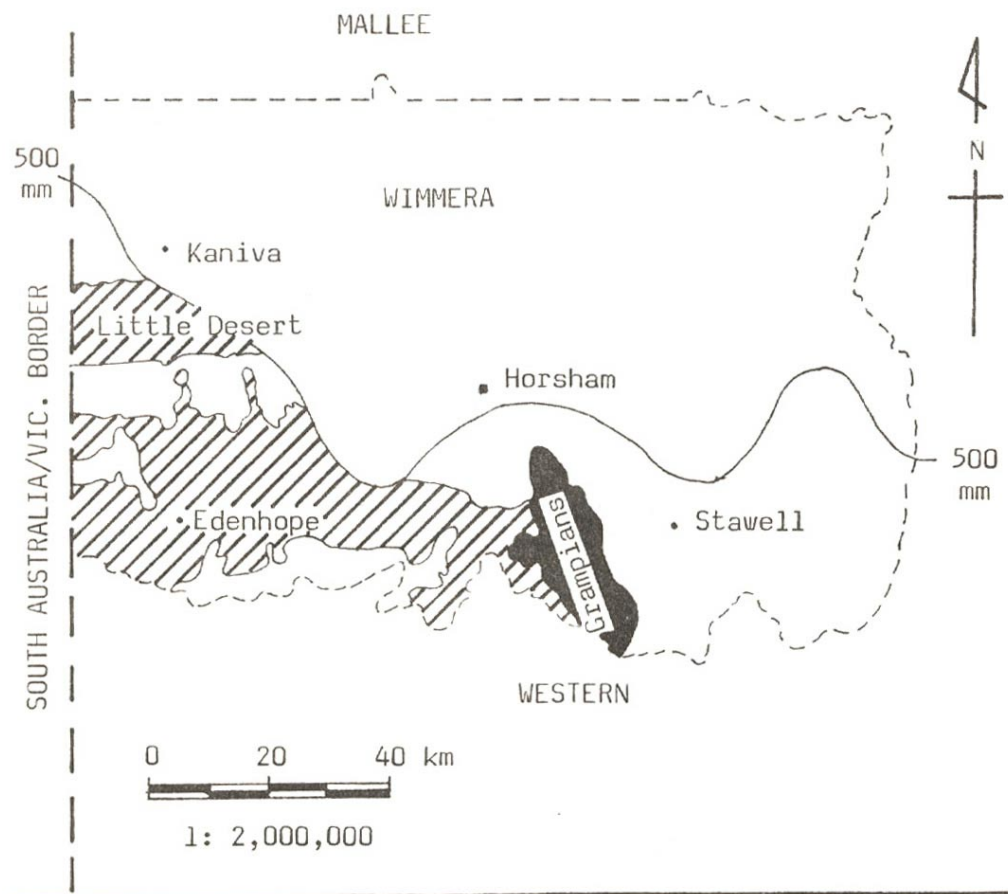 MALLEE
500
mm
N
WIMMERA
Kaniva
Little Desert
SOUTH AUSTRALIA/VIC. BORDER
Horsham
500
mm
Edenhope
Grampians
Stawell
WESTERN
0 20 40 km
1: 2,000,000